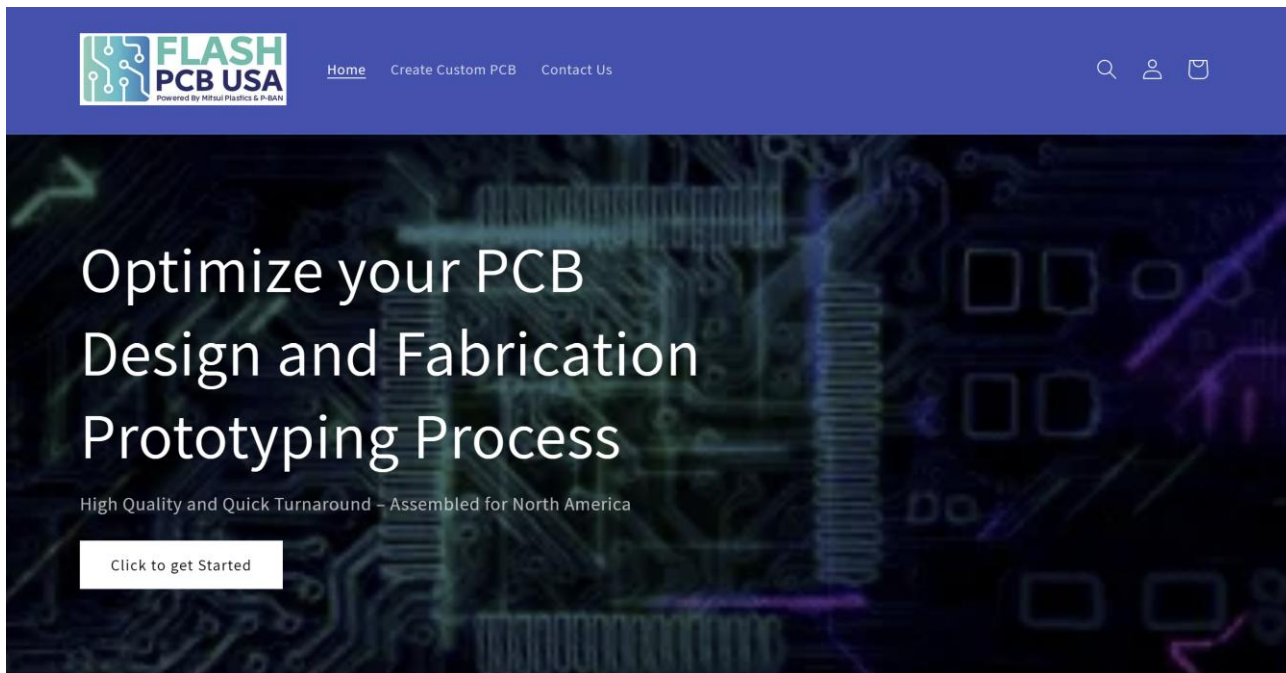 FLASH
PCB USA
Powered By Mitsui Plastics & P-BAN
Home Create Custom PCB Contact Us
Optimize your PCB
Design and Fabrication
Prototyping Process
High Quality and Quick Turnaround – Assembled for North America
Click to get Started